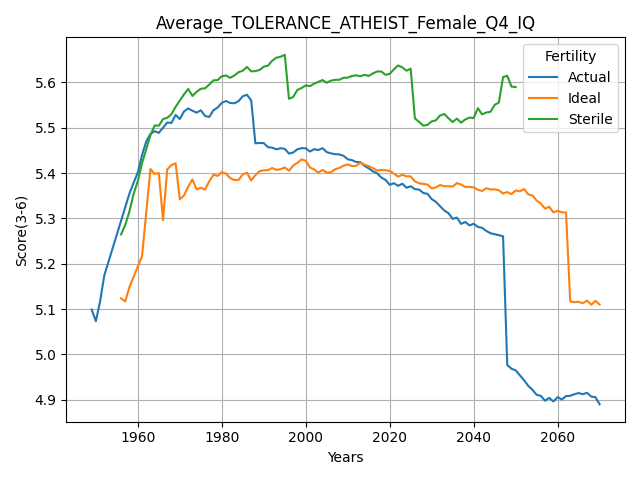 Average_TOLERANCE_ATHEIST_Female_Q4_IQ
Fertility
Actual
Ideal
Sterile
Score(3-6)
5.6
5.5
5.4
5.3
5.2
5.1
5.0
4.9
1960 1980 2000 2020 2040 2060
Years